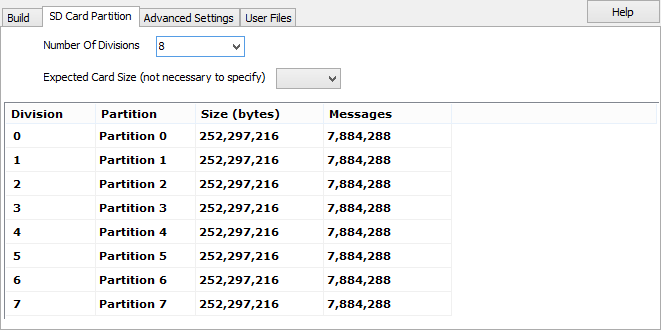 Build SD Card Partition Advanced Settings User Files Help
Number Of Divisions 8
Expected Card Size (not necessary to specify)
Division Partition Size (bytes) Messages
0 Partition 0 252,297,216 7,884,288
1 Partition 1 252,297,216 7,884,288
2 Partition 2 252,297,216 7,884,288
3 Partition 3 252,297,216 7,884,288
4 Partition 4 252,297,216 7,884,288
5 Partition 5 252,297,216 7,884,288
6 Partition 6 252,297,216 7,884,288
7 Partition 7 252,297,216 7,884,288